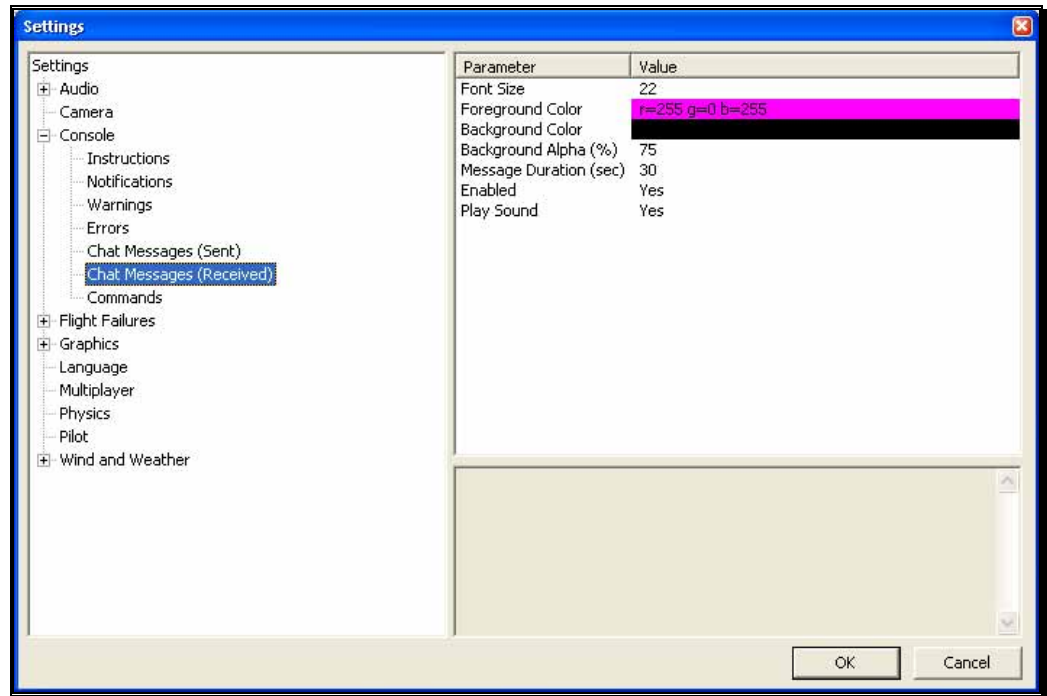 Settings
Settings
Audio
Camera
Console
Instructions
Notifications
Warnings
Errors
Chat Messages (Sent)
Chat Messages (Received)
Commands
Flight Failures
Graphics
Language
Multiplayer
Physics
Pilot
Wind and Weather
Parameter Value
Font Size 22
Foreground Color r=255 g=0 b=255
Background Color
Background Alpha (%) 75
Message Duration (sec) 30
Enabled Yes
Play Sound Yes
OK Cancel